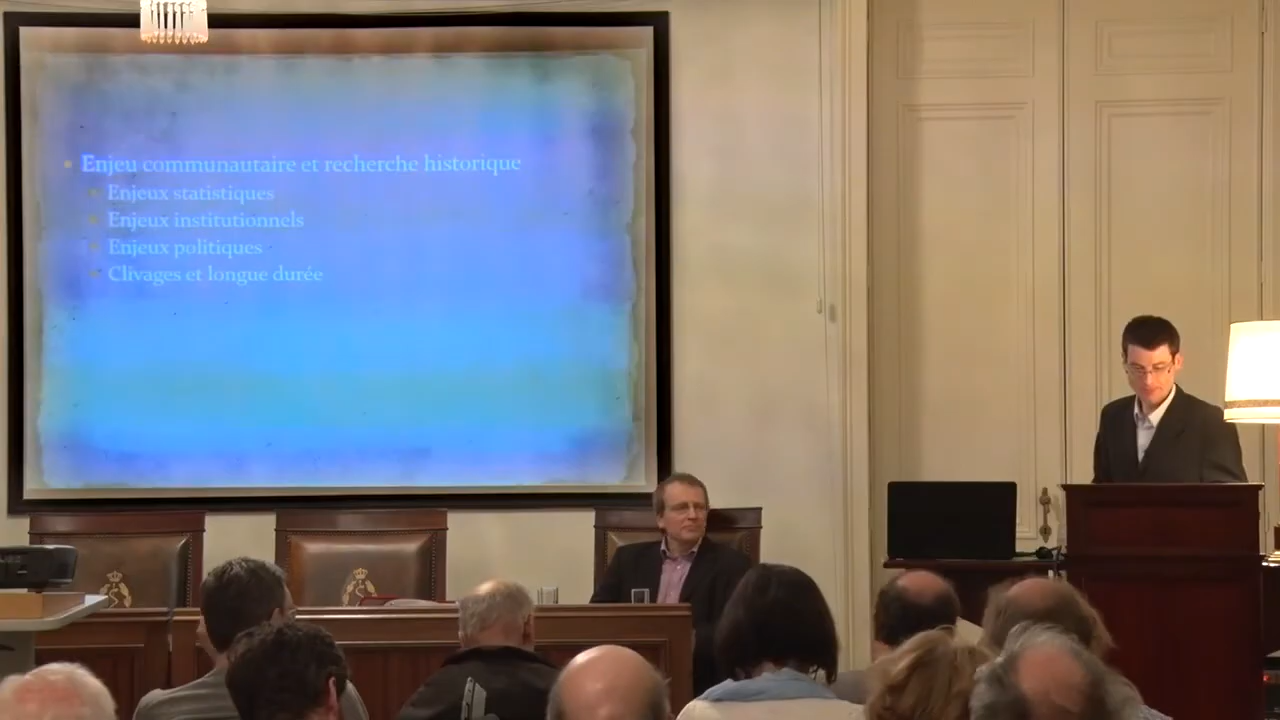 Enjeu communautaire et recherche historique
Enjeux statistiques
Enjeux institutionnels
Enjeux politiques
Clivages et longue durée